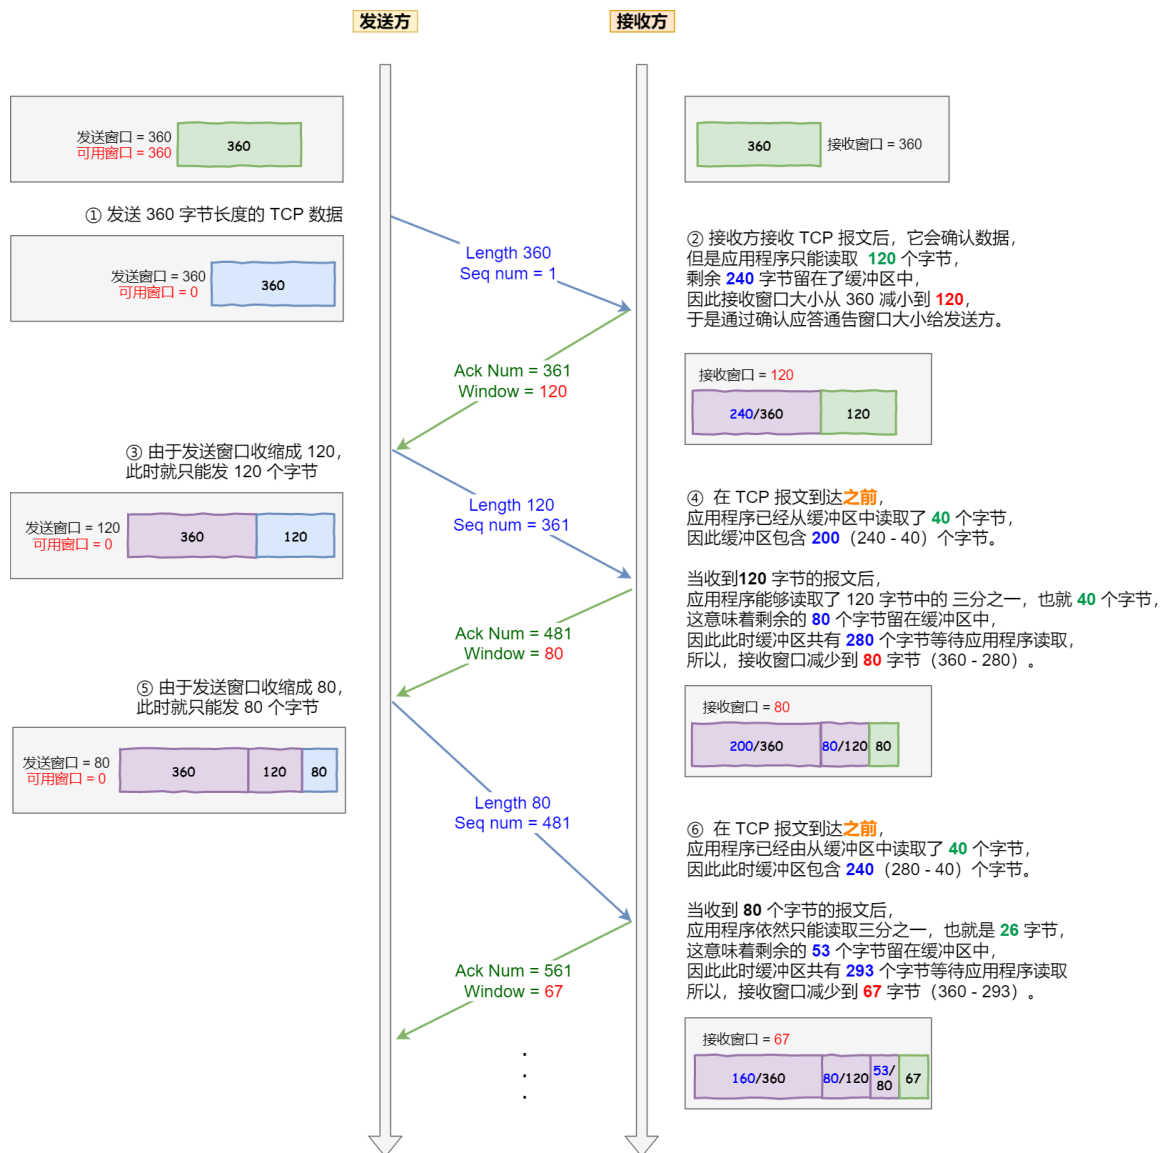 发送方
接收方
发送窗口 = 360
可用窗口 = 360
360
360
接收窗口 = 360
① 发送 360 字节长度的 TCP 数据
发送窗口 = 360
可用窗口 = 0
360
Length 360
Seq num = 1
② 接收方接收 TCP 报文后，它会确认数据，
但是应用程序只能读取 120 个字节，
剩余 240 字节留在了缓冲区中，
因此接收窗口大小从 360 减小到 120，
于是通过确认应答通告窗口大小给发送方。
Ack Num = 361
Window = 120
接收窗口 = 120
240/360
120
③ 由于发送窗口收缩成 120，
此时就只能发 120 个字节
发送窗口 = 120
可用窗口 = 0
360
120
Length 120
Seq num = 361
④ 在 TCP 报文到达之前，
应用程序已经从缓冲区中读取了 40 个字节，
因此缓冲区包含 200（240 - 40）个字节。
当收到120 字节的报文后，
应用程序能够读取了 120 字节中的 三分之一，也就 40 个字节，
这意味着剩余的 80 个字节留在缓冲区中，
因此此时缓冲区共有 280 个字节等待应用程序读取，
所以，接收窗口减少到 80 字节（360 - 280）。
Ack Num = 481
Window = 80
接收窗口 = 80
200/360
80/120
80
⑤ 由于发送窗口收缩成 80，
此时就只能发 80 个字节
发送窗口 = 80
可用窗口 = 0
360
120
80
Length 80
Seq num = 481
⑥ 在 TCP 报文到达之前，
应用程序已经由从缓冲区中读取了 40 个字节，
因此此时缓冲区包含 240（280 - 40）个字节。
当收到 80 个字节的报文后，
应用程序依然只能读取三分之一，也就是 26 字节，
这意味着剩余的 53 个字节留在缓冲区中，
因此此时缓冲区共有 293 个字节等待应用程序读取
所以，接收窗口减少到 67 字节（360 - 293）。
Ack Num = 561
Window = 67
接收窗口 = 67
160/360
80/120
53/
80
67